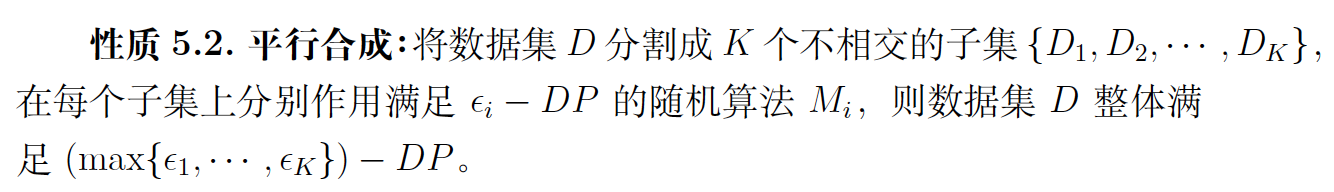 性质 5.2. 平行合成:将数据集 D 分割成 K 个不相交的子集 {D₁, D₂, ⋯ , D_K},
在每个子集上分别作用满足 ϵᵢ − DP 的随机算法 Mᵢ，则数据集 D 整体满
足 (max{ϵ₁, ⋯ , ϵ_K}) − DP。